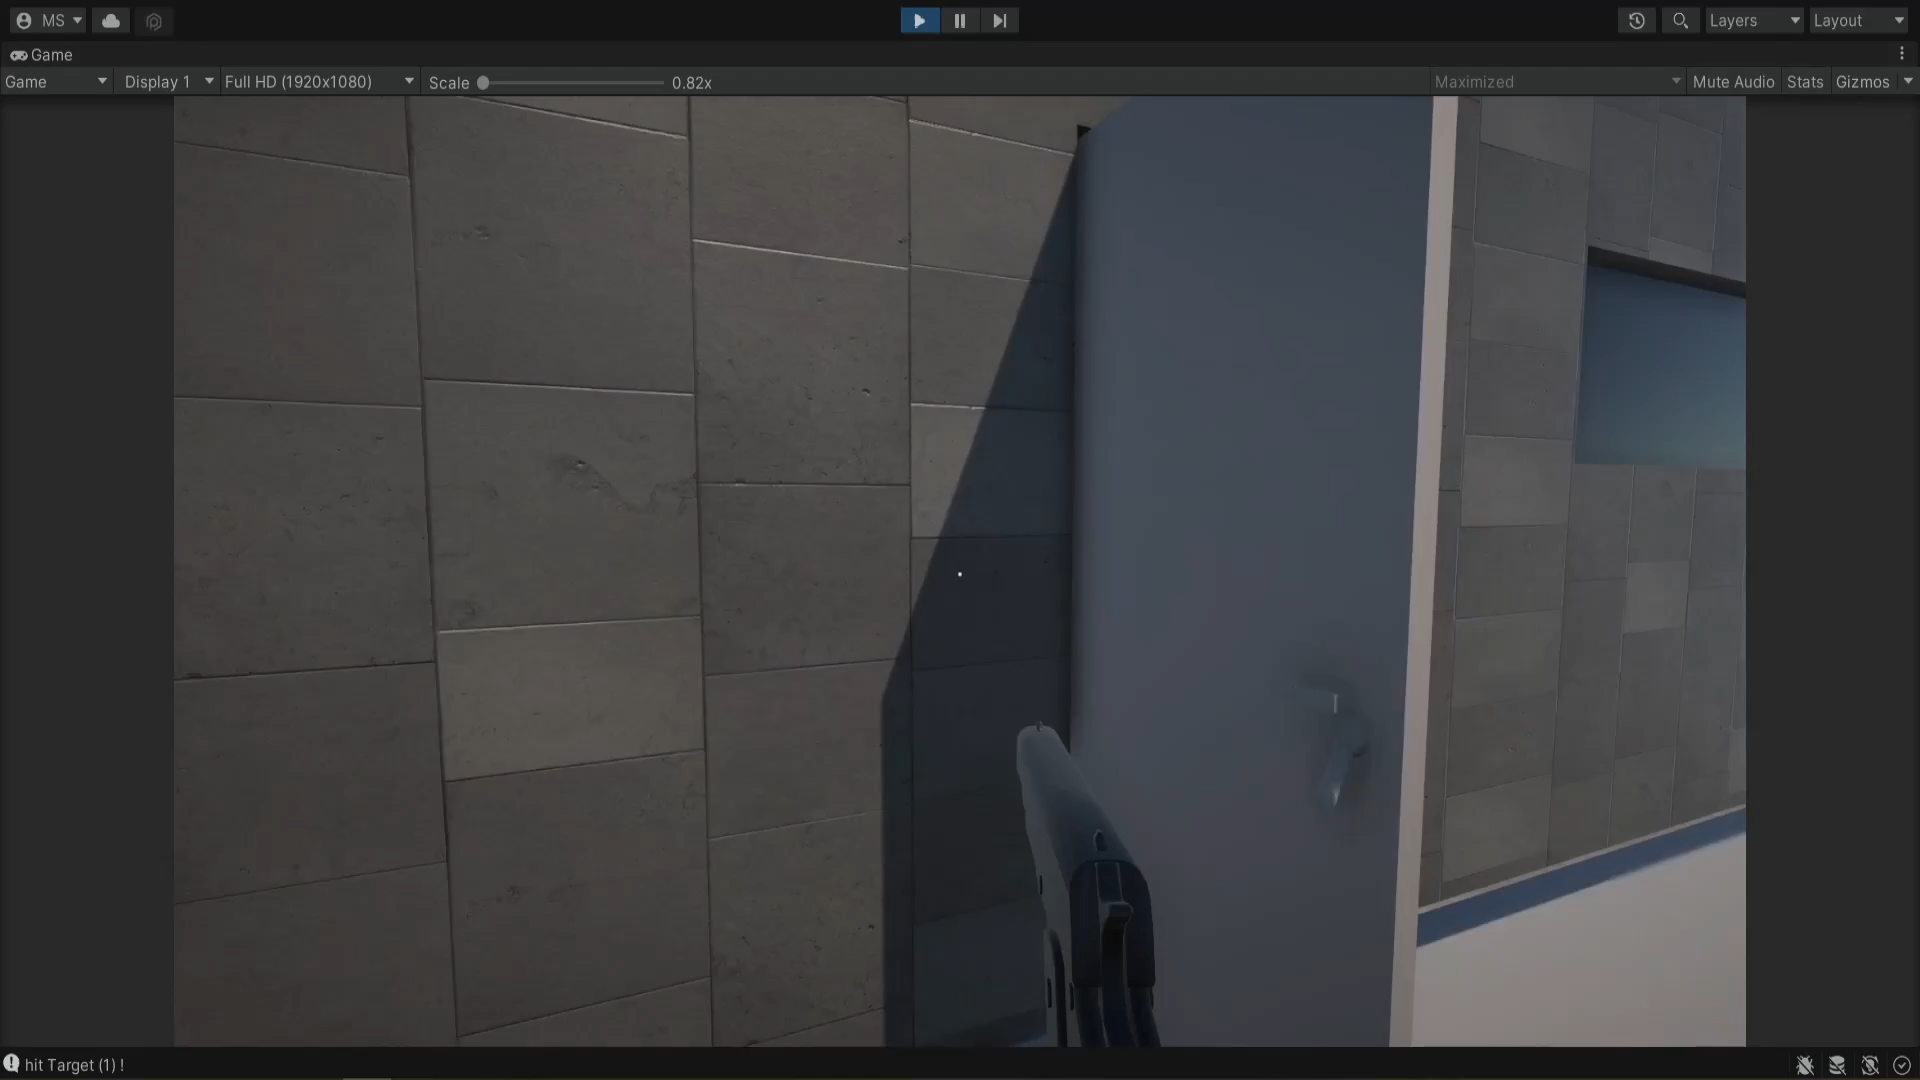 MS
Layers
Layout
Game
Game
Display 1
Full HD (1920x1080)
Scale
0.82x
Maximized
Mute Audio
Stats
Gizmos
hit Target (1) !